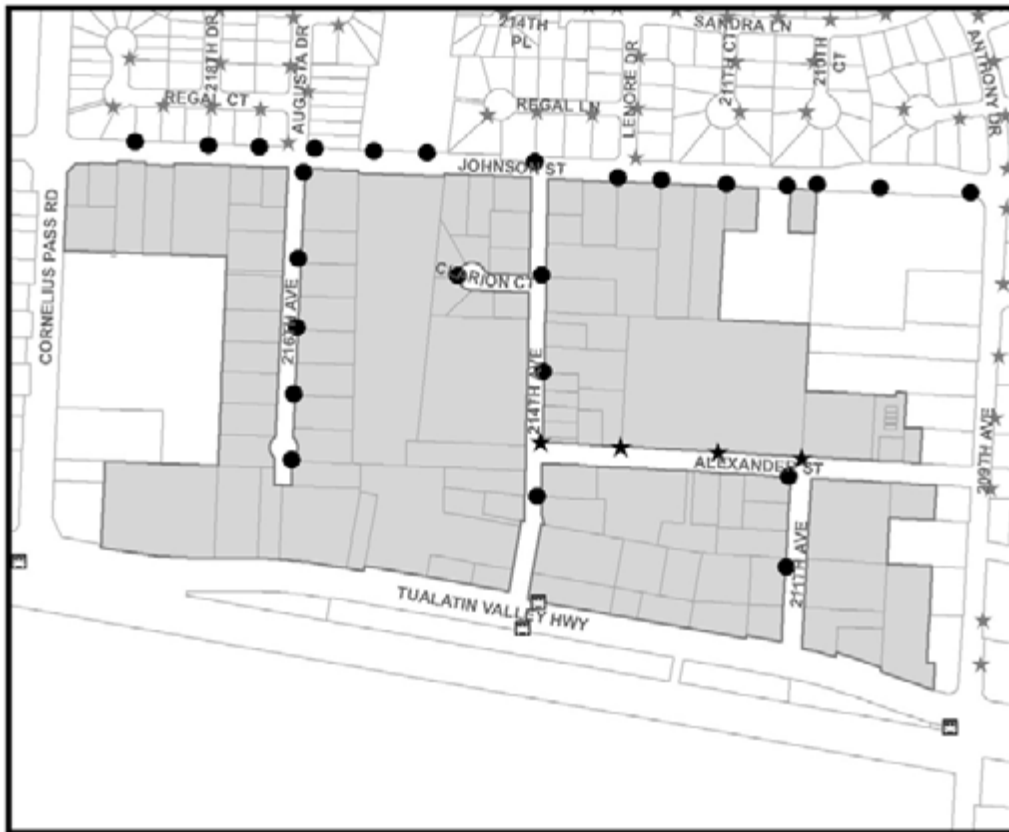 214TH
PL
SANDRA LN
218TH DR
AUGUSTA DR
LENORE DR
211TH CT
210TH
CT
ANTHONY DR
REGAL CT
REGAL LN
JOHNSON ST
CORNELIUS PASS RD
216TH AVE
CLARION CT
214TH AVE
ALEXANDER ST
209TH AVE
211TH AVE
TUALATIN VALLEY HWY